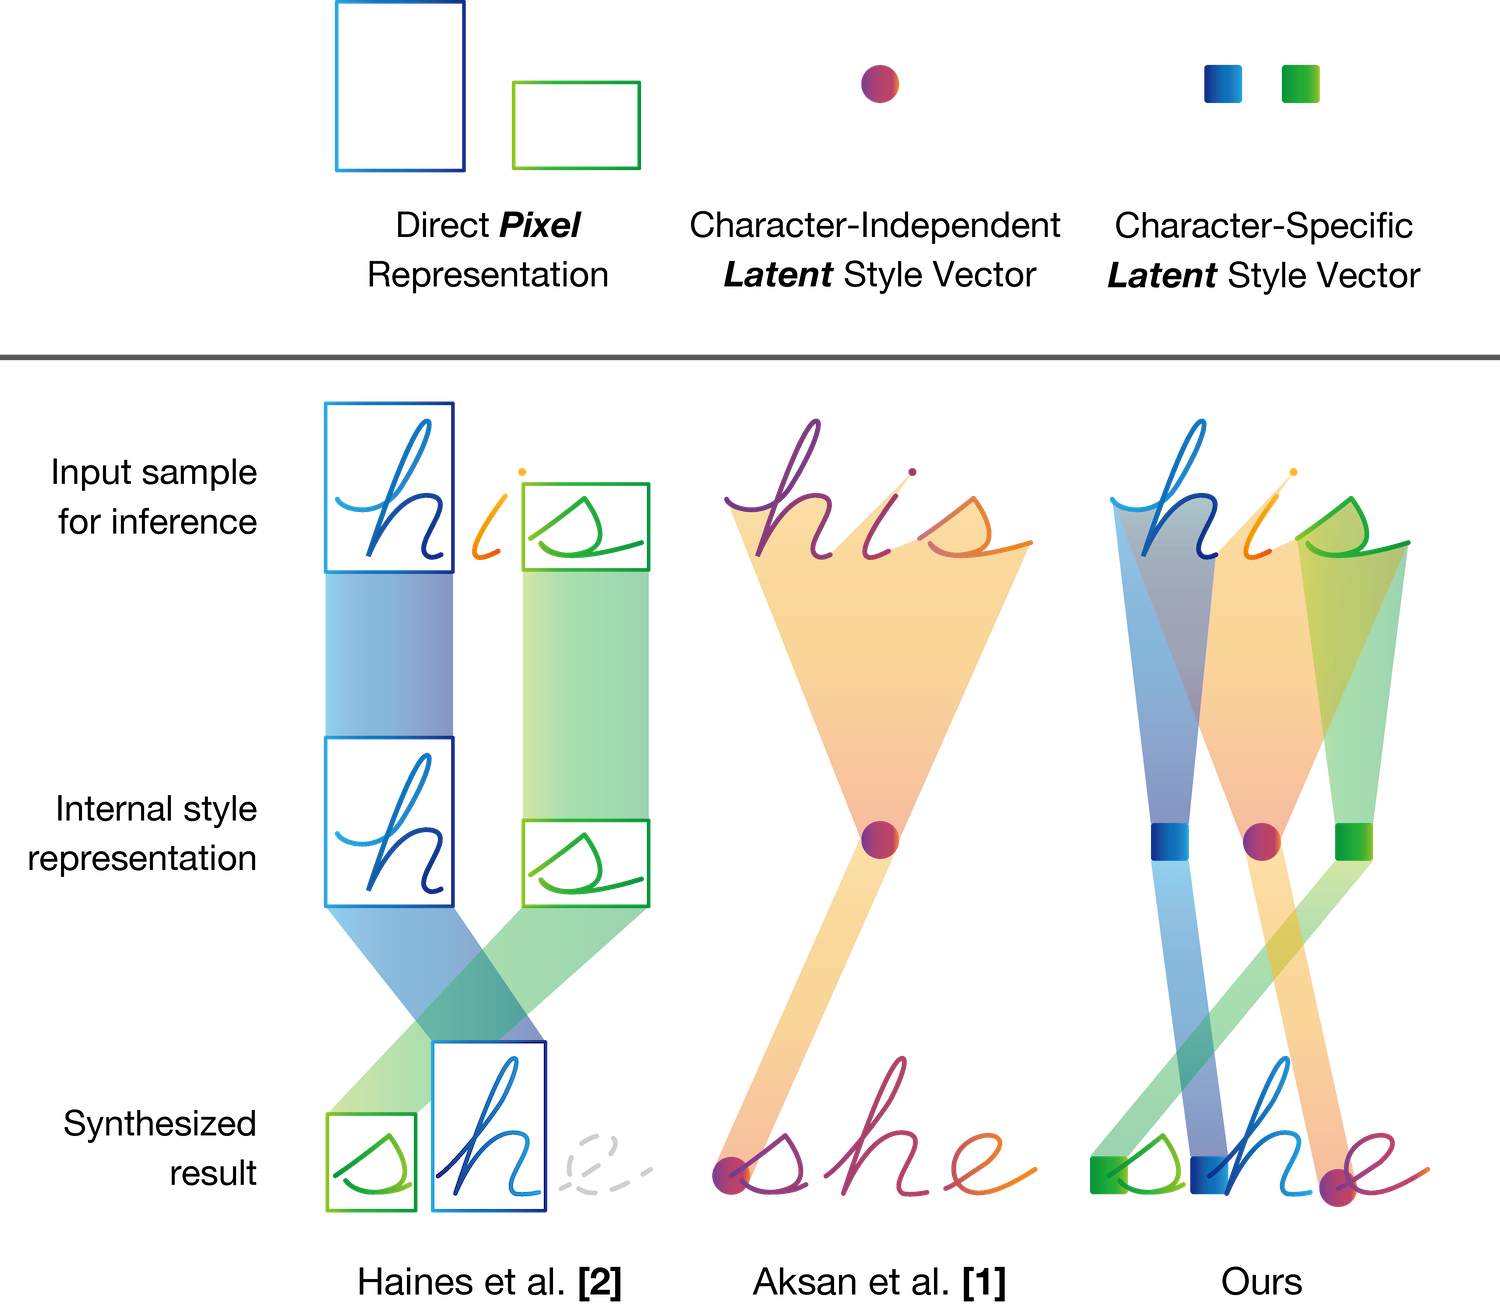 Direct Pixel
Representation
Character-Independent
Latent Style Vector
Character-Specific
Latent Style Vector
Input sample
for inference
his
his
his
Internal style
representation
h s
Synthesized
result
she
she
she
Haines et al. [2]
Aksan et al. [1]
Ours